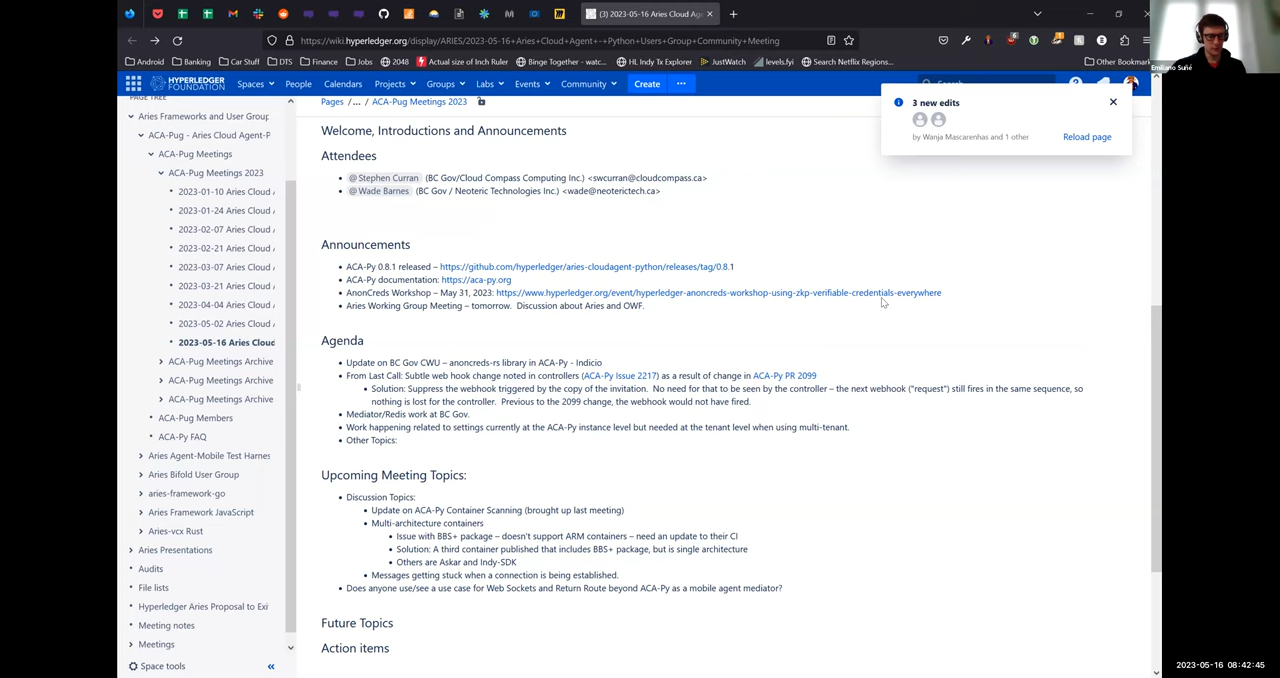 (3) 2023-05-16 Aries Cloud Age
https://wiki.hyperledger.org/display/ARIES/2023-05-16+Aries+Cloud+Agent+-+Python+Users+Group+Community+Meeting
Android Banking Car Stuff DTS Finance Jobs 2048 Actual size of Inch Ruler Binge Together - watc... HL Indy Tx Explorer JustWatch levels.fyi Search Netflix Regions... Other Bookmar
Emiliano Suñé
HYPERLEDGER FOUNDATION
Spaces People Calendars Projects Groups Labs Events Community Create ... Search
PAGE TREE
Aries Frameworks and User Group
ACA-Pug - Aries Cloud Agent-P
ACA-Pug Meetings
ACA-Pug Meetings 2023
2023-01-10 Aries Cloud A
2023-01-24 Aries Cloud A
2023-02-07 Aries Cloud A
2023-02-21 Aries Cloud A
2023-03-07 Aries Cloud A
2023-03-21 Aries Cloud A
2023-04-04 Aries Cloud A
2023-05-02 Aries Cloud A
2023-05-16 Aries Cloud
ACA-Pug Meetings Archive
ACA-Pug Meetings Archive
ACA-Pug Meetings Archive
ACA-Pug Members
ACA-Py FAQ
Aries Agent-Mobile Test Harnes
Aries Bifold User Group
aries-framework-go
Aries Framework JavaScript
Aries-vcx Rust
Aries Presentations
Audits
File lists
Hyperledger Aries Proposal to Exi
Meeting notes
Meetings
Space tools
Pages /... / ACA-Pug Meetings 2023
3 new edits
by Wanja Mascarenhas and 1 other
Reload page
Welcome, Introductions and Announcements
Attendees
• @Stephen Curran (BC Gov/Cloud Compass Computing Inc.) <swcurran@cloudcompass.ca>
• @Wade Barnes (BC Gov / Neoteric Technologies Inc.) <wade@neoterictech.ca>
Announcements
• ACA-Py 0.8.1 released – https://github.com/hyperledger/aries-cloudagent-python/releases/tag/0.8.1
• ACA-Py documentation: https://aca-py.org
• AnonCreds Workshop – May 31, 2023: https://www.hyperledger.org/event/hyperledger-anoncreds-workshop-using-zkp-verifiable-credentials-everywhere
• Aries Working Group Meeting – tomorrow. Discussion about Aries and OWF.
Agenda
• Update on BC Gov CWU – anoncreds-rs library in ACA-Py - Indicio
• From Last Call: Subtle web hook change noted in controllers (ACA-Py Issue 2217) as a result of change in ACA-Py PR 2099
• Solution: Suppress the webhook triggered by the copy of the invitation. No need for that to be seen by the controller – the next webhook ("request") still fires in the same sequence, so
nothing is lost for the controller. Previous to the 2099 change, the webhook would not have fired.
• Mediator/Redis work at BC Gov.
• Work happening related to settings currently at the ACA-Py instance level but needed at the tenant level when using multi-tenant.
• Other Topics:
Upcoming Meeting Topics:
• Discussion Topics:
• Update on ACA-Py Container Scanning (brought up last meeting)
• Multi-architecture containers
• Issue with BBS+ package – doesn't support ARM containers – need an update to their CI
• Solution: A third container published that includes BBS+ package, but is single architecture
• Others are Askar and Indy-SDK
• Messages getting stuck when a connection is being established.
• Does anyone use/see a use case for Web Sockets and Return Route beyond ACA-Py as a mobile agent mediator?
Future Topics
Action items
2023-05-16 08:42:45